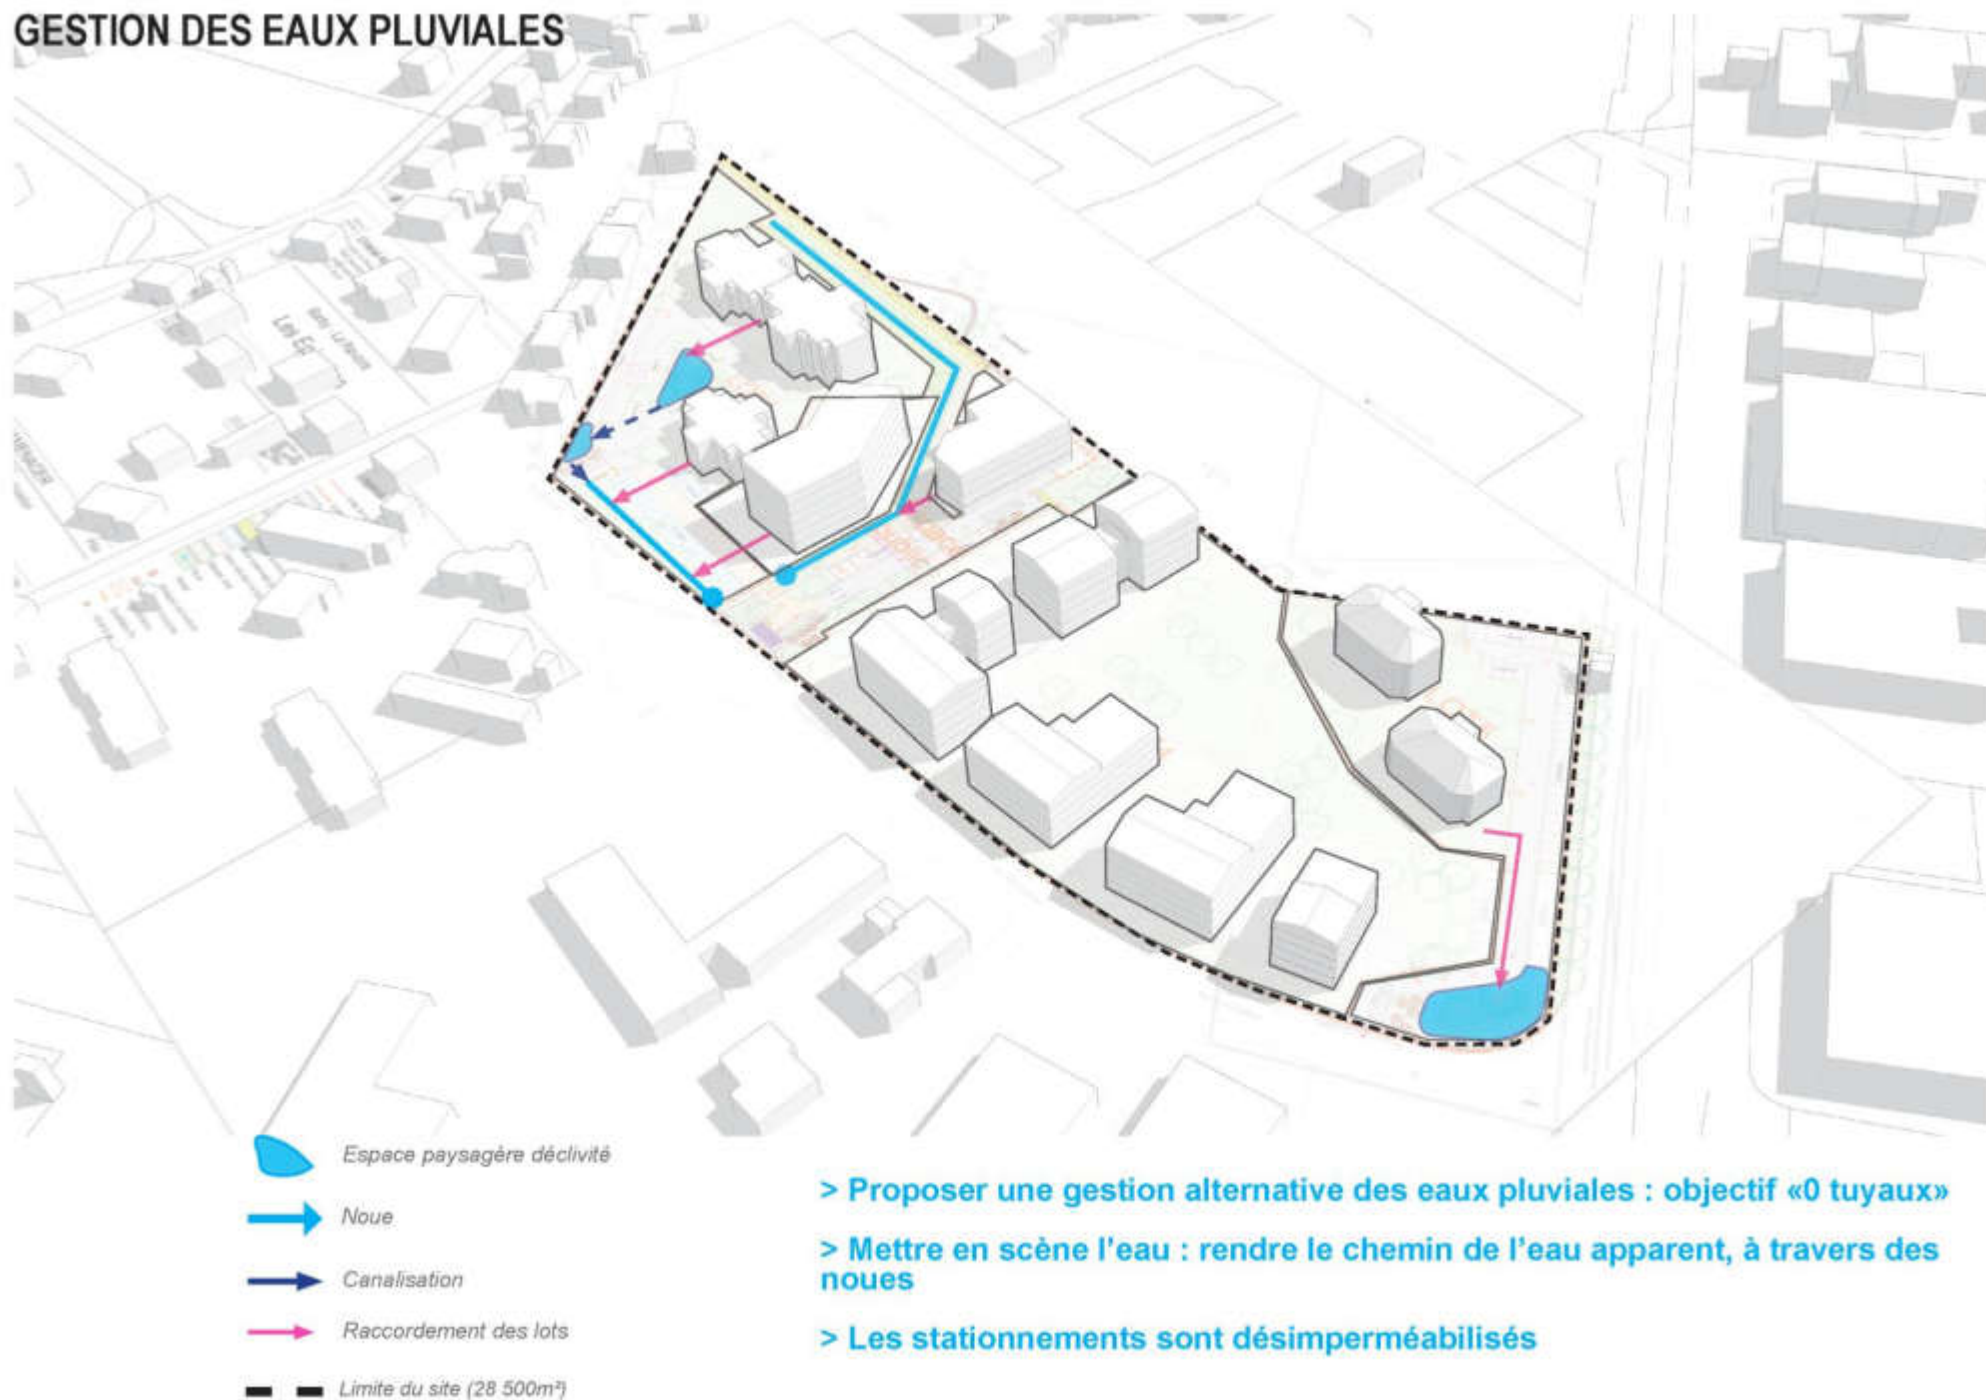 GESTION DES EAUX PLUVIALES
Espace paysagère déclivité
Noue
Canalisation
Raccordement des lots
Limite du site (28 500m²)
> Proposer une gestion alternative des eaux pluviales : objectif «0 tuyaux»
> Mettre en scène l'eau : rendre le chemin de l'eau apparent, à travers des
noues
> Les stationnements sont désimperméabilisés